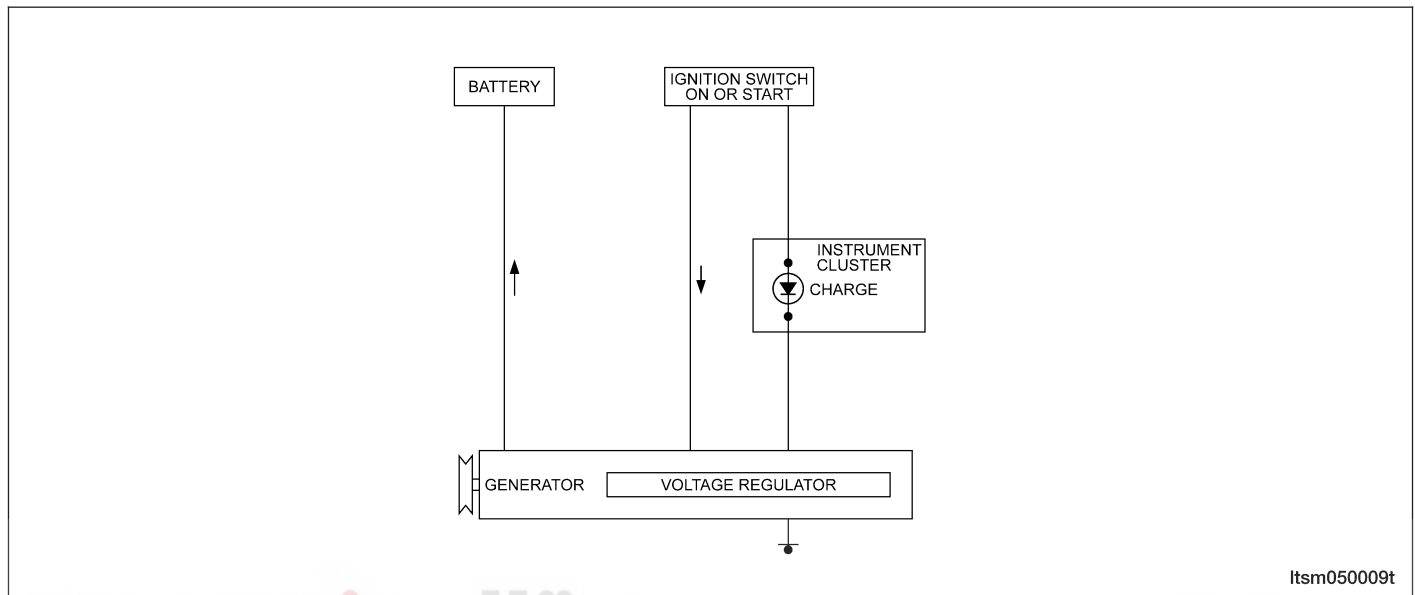 BATTERY
IGNITION SWITCH
ON OR START
INSTRUMENT
CLUSTER
CHARGE
GENERATOR
VOLTAGE REGULATOR
ltsm050009t